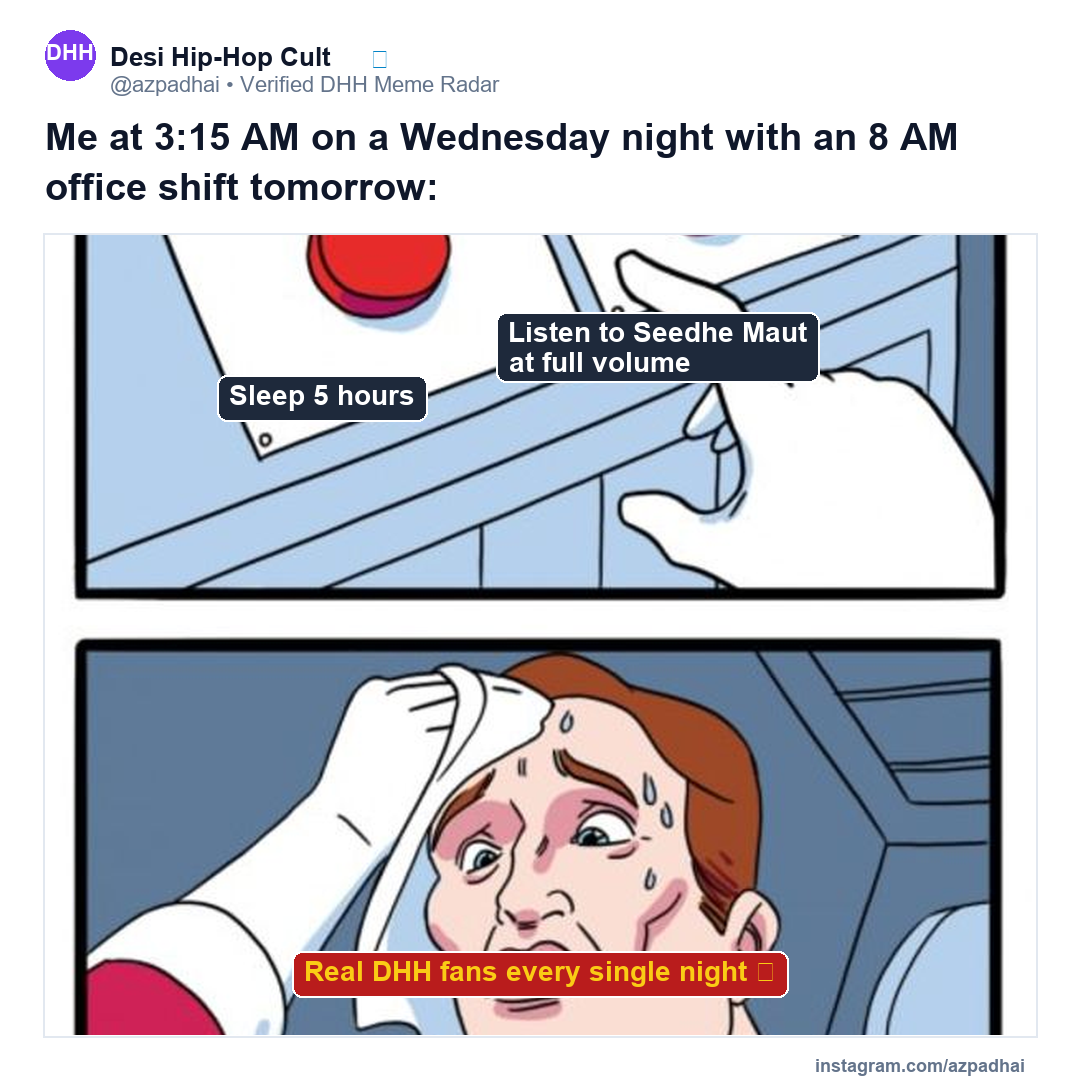 DHH
Desi Hip-Hop Cult
@azpadhai • Verified DHH Meme Radar
Me at 3:15 AM on a Wednesday night with an 8 AM
office shift tomorrow:
Listen to Seedhe Maut
at full volume
Sleep 5 hours
Real DHH fans every single night
instagram.com/azpadhai